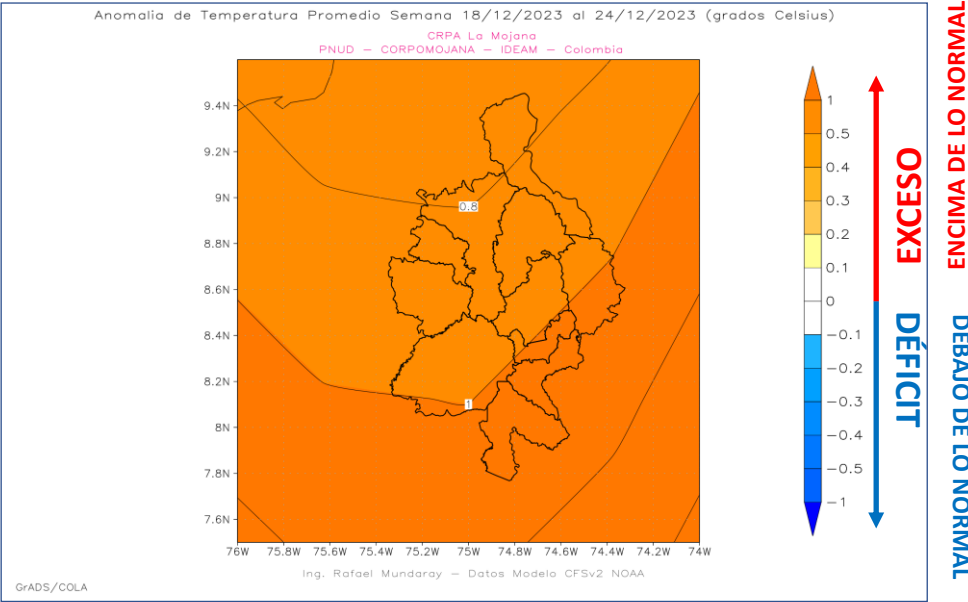 Anomalia de Temperatura Promedio Semana 18/12/2023 al 24/12/2023 (grados Celsius)
CRPA La Mojana
PNUD – CORPOMOJANA – IDEAM – Colombia
9.4N
9.2N
9N
8.8N
8.6N
8.4N
8.2N
8N
7.8N
7.6N
0.8
1
76W
75.8W
75.6W
75.4W
75.2W
75W
74.8W
74.6W
74.4W
74.2W
74W
Ing. Rafael Mundaray – Datos Modelo CFSv2 NOAA
GrADS/COLA
1
0.5
0.4
0.3
0.2
0.1
0
−0.1
−0.2
−0.3
−0.4
−0.5
−1
EXCESO
DÉFICIT
ENCIMA DE LO NORMAL
DEBAJO DE LO NORMAL